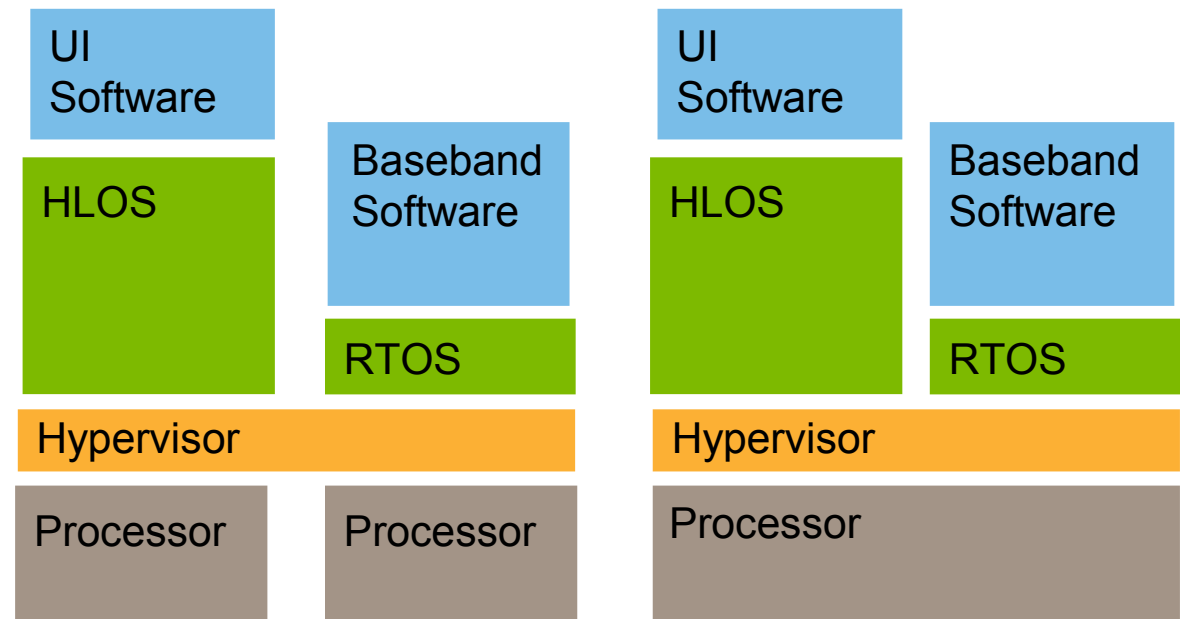 UI
Software
HLOS
Baseband
Software
RTOS
Hypervisor
Processor
Processor
UI
Software
HLOS
Baseband
Software
RTOS
Hypervisor
Processor